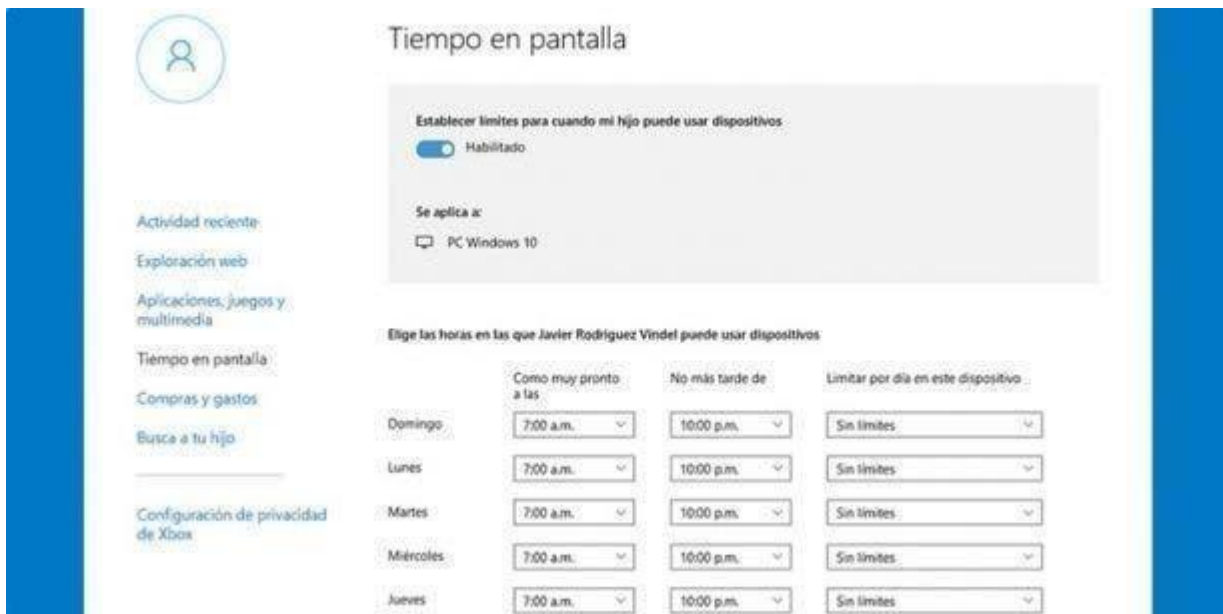 Tiempo en pantalla
Establecer límites para cuando mi hijo puede usar dispositivos
Habilitado
Se aplica a:
PC Windows 10
Actividad reciente
Exploración web
Aplicaciones, juegos y
multimedia
Tiempo en pantalla
Compras y gastos
Busca a tu hijo
Configuración de privacidad
de Xbox
Elige las horas en las que Javier Rodriguez Vindel puede usar dispositivos
Como muy pronto
a las
No más tarde de
Limitar por día en este dispositivo
Domingo 7:00 a.m. 10:00 p.m. Sin límites
Lunes 7:00 a.m. 10:00 p.m. Sin límites
Martes 7:00 a.m. 10:00 p.m. Sin límites
Miércoles 7:00 a.m. 10:00 p.m. Sin límites
Jueves 7:00 a.m. 10:00 p.m. Sin límites